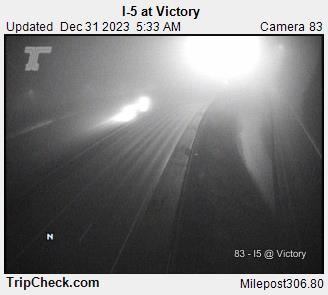 I-5 at Victory
Updated Dec 31 2023 5:33 AM Camera 83
T
N
83 - I5 @ Victory
TripCheck.com Milepost306.80